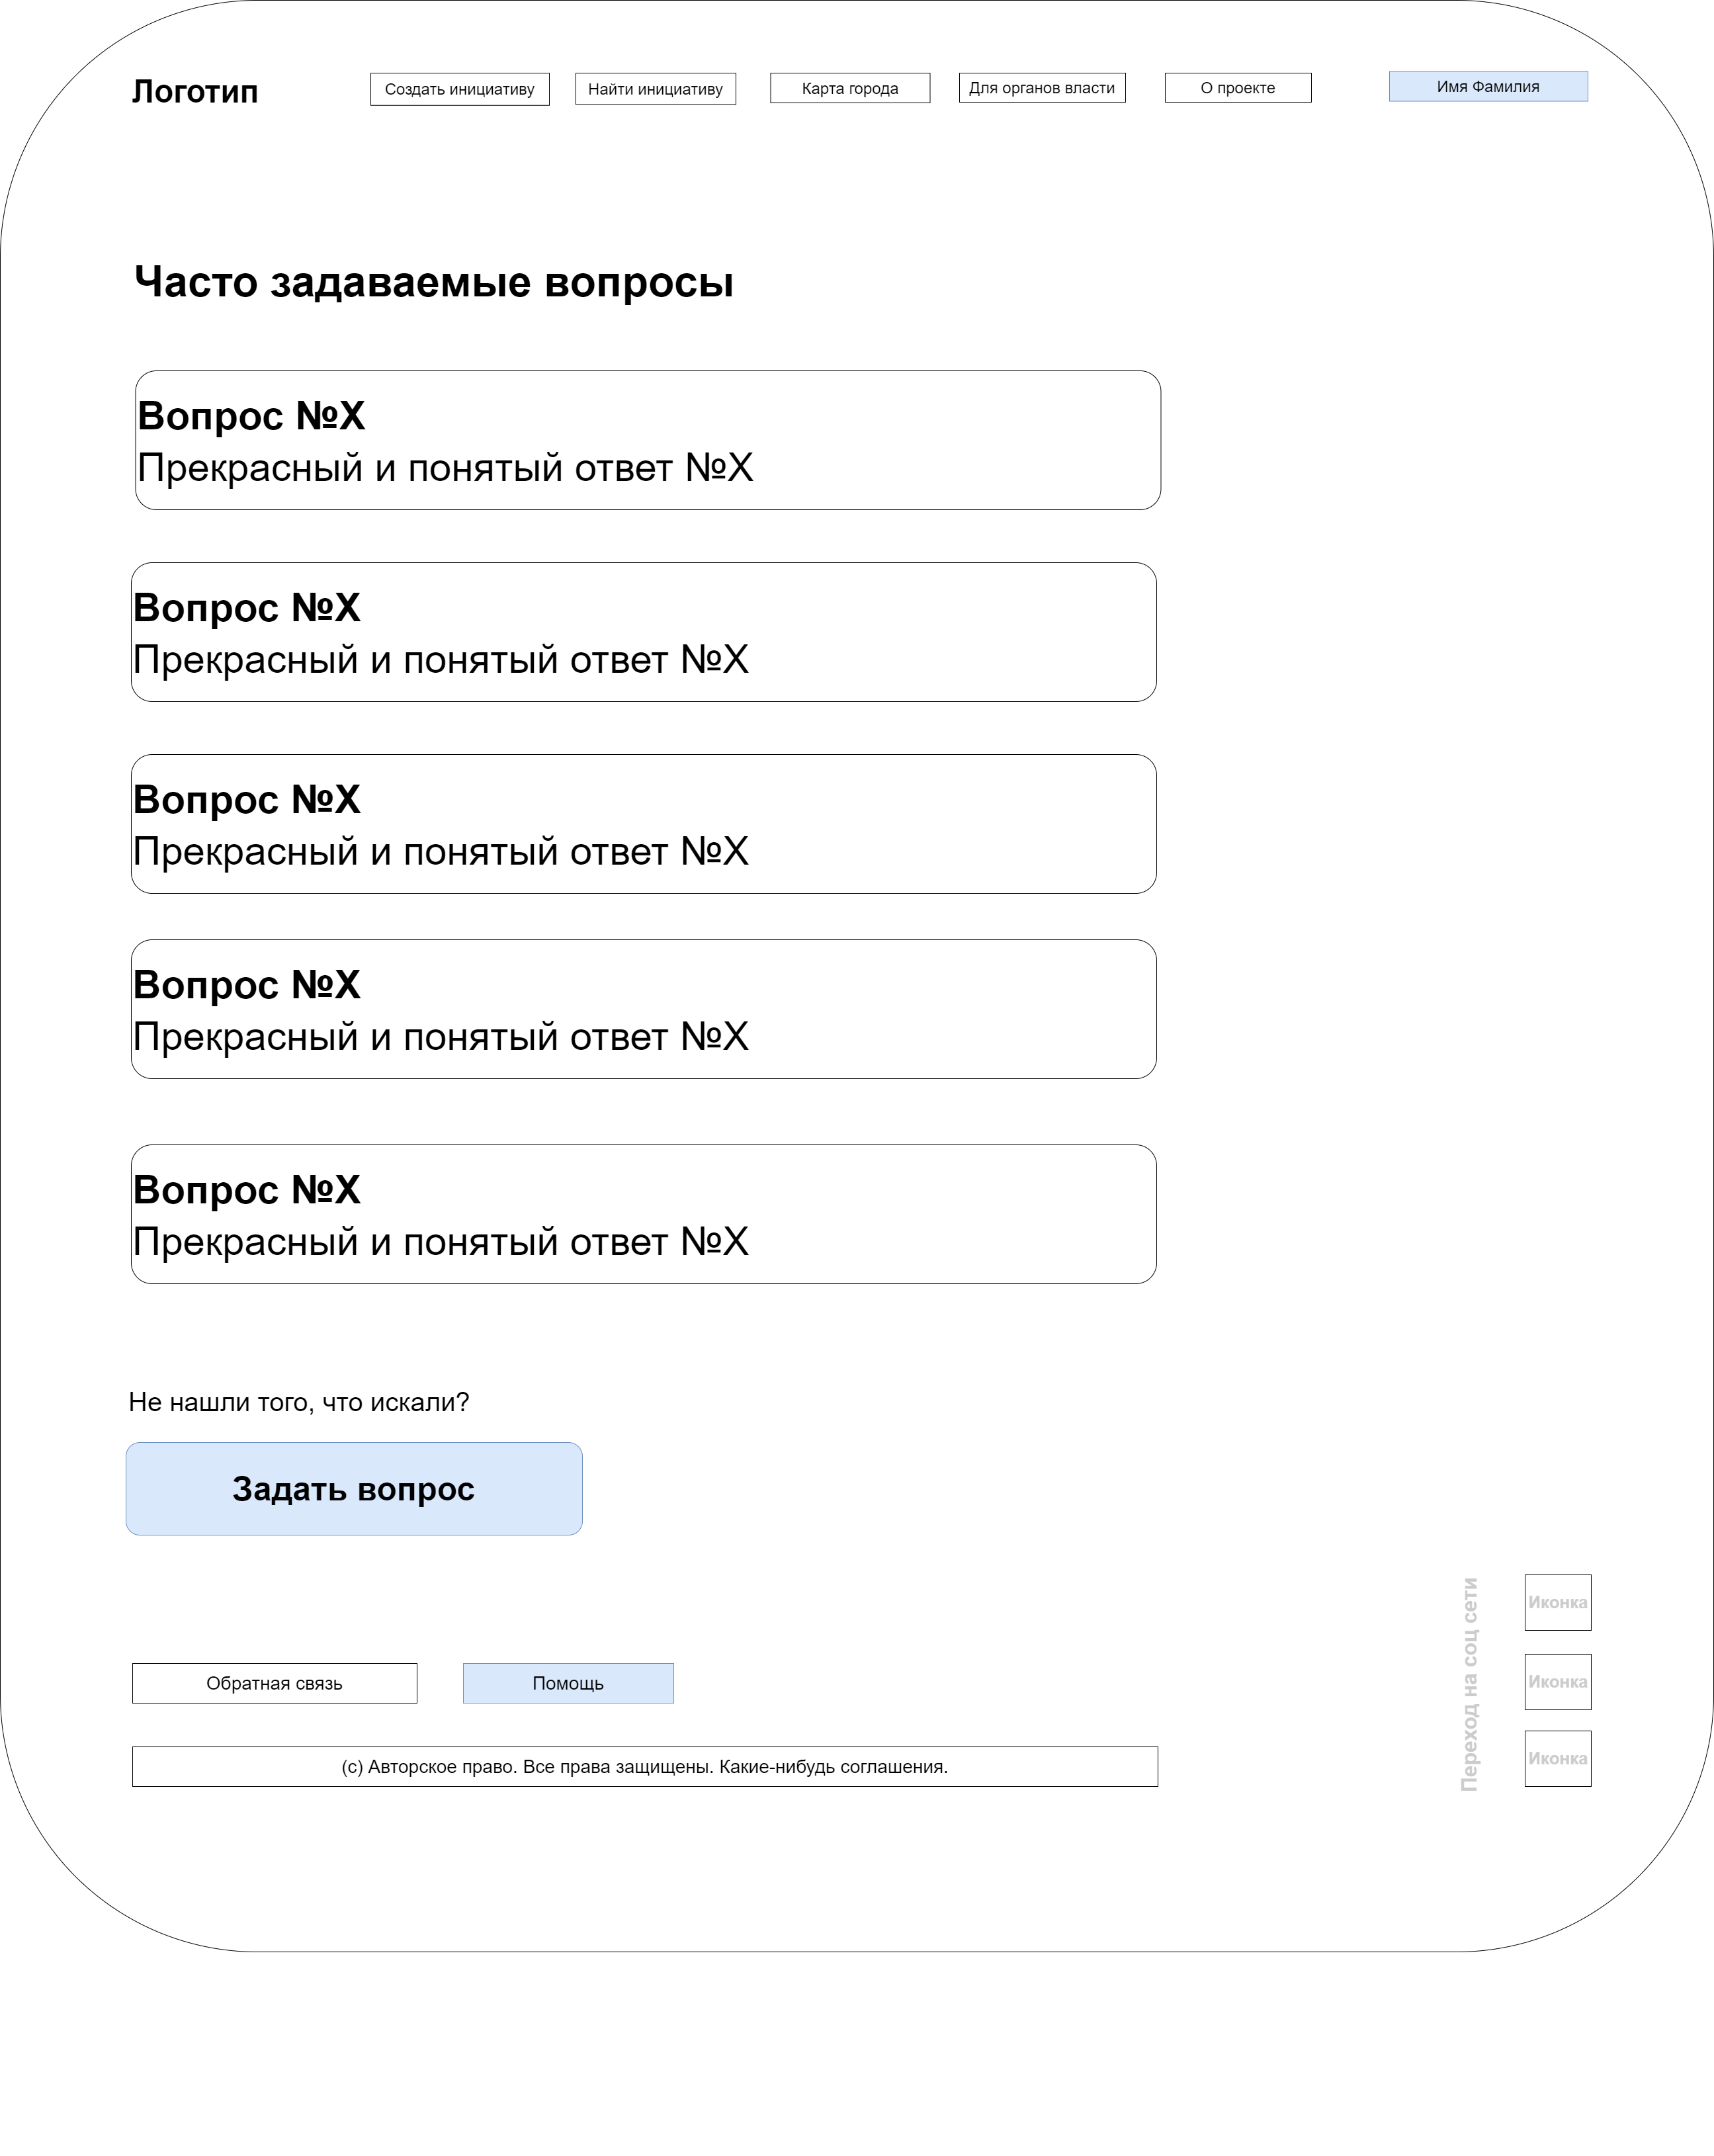 Логотип
Создать инициативу
Найти инициативу
Карта города
Для органов власти
О проекте
Имя Фамилия
Часто задаваемые вопросы
Вопрос №X
Прекрасный и понятый ответ №X
Вопрос №X
Прекрасный и понятый ответ №X
Вопрос №X
Прекрасный и понятый ответ №X
Вопрос №X
Прекрасный и понятый ответ №X
Вопрос №X
Прекрасный и понятый ответ №X
Не нашли того, что искали?
Задать вопрос
Обратная связь
Помощь
(с) Авторское право. Все права защищены. Какие-нибудь соглашения.
Переход на соц сети
Иконка
Иконка
Иконка